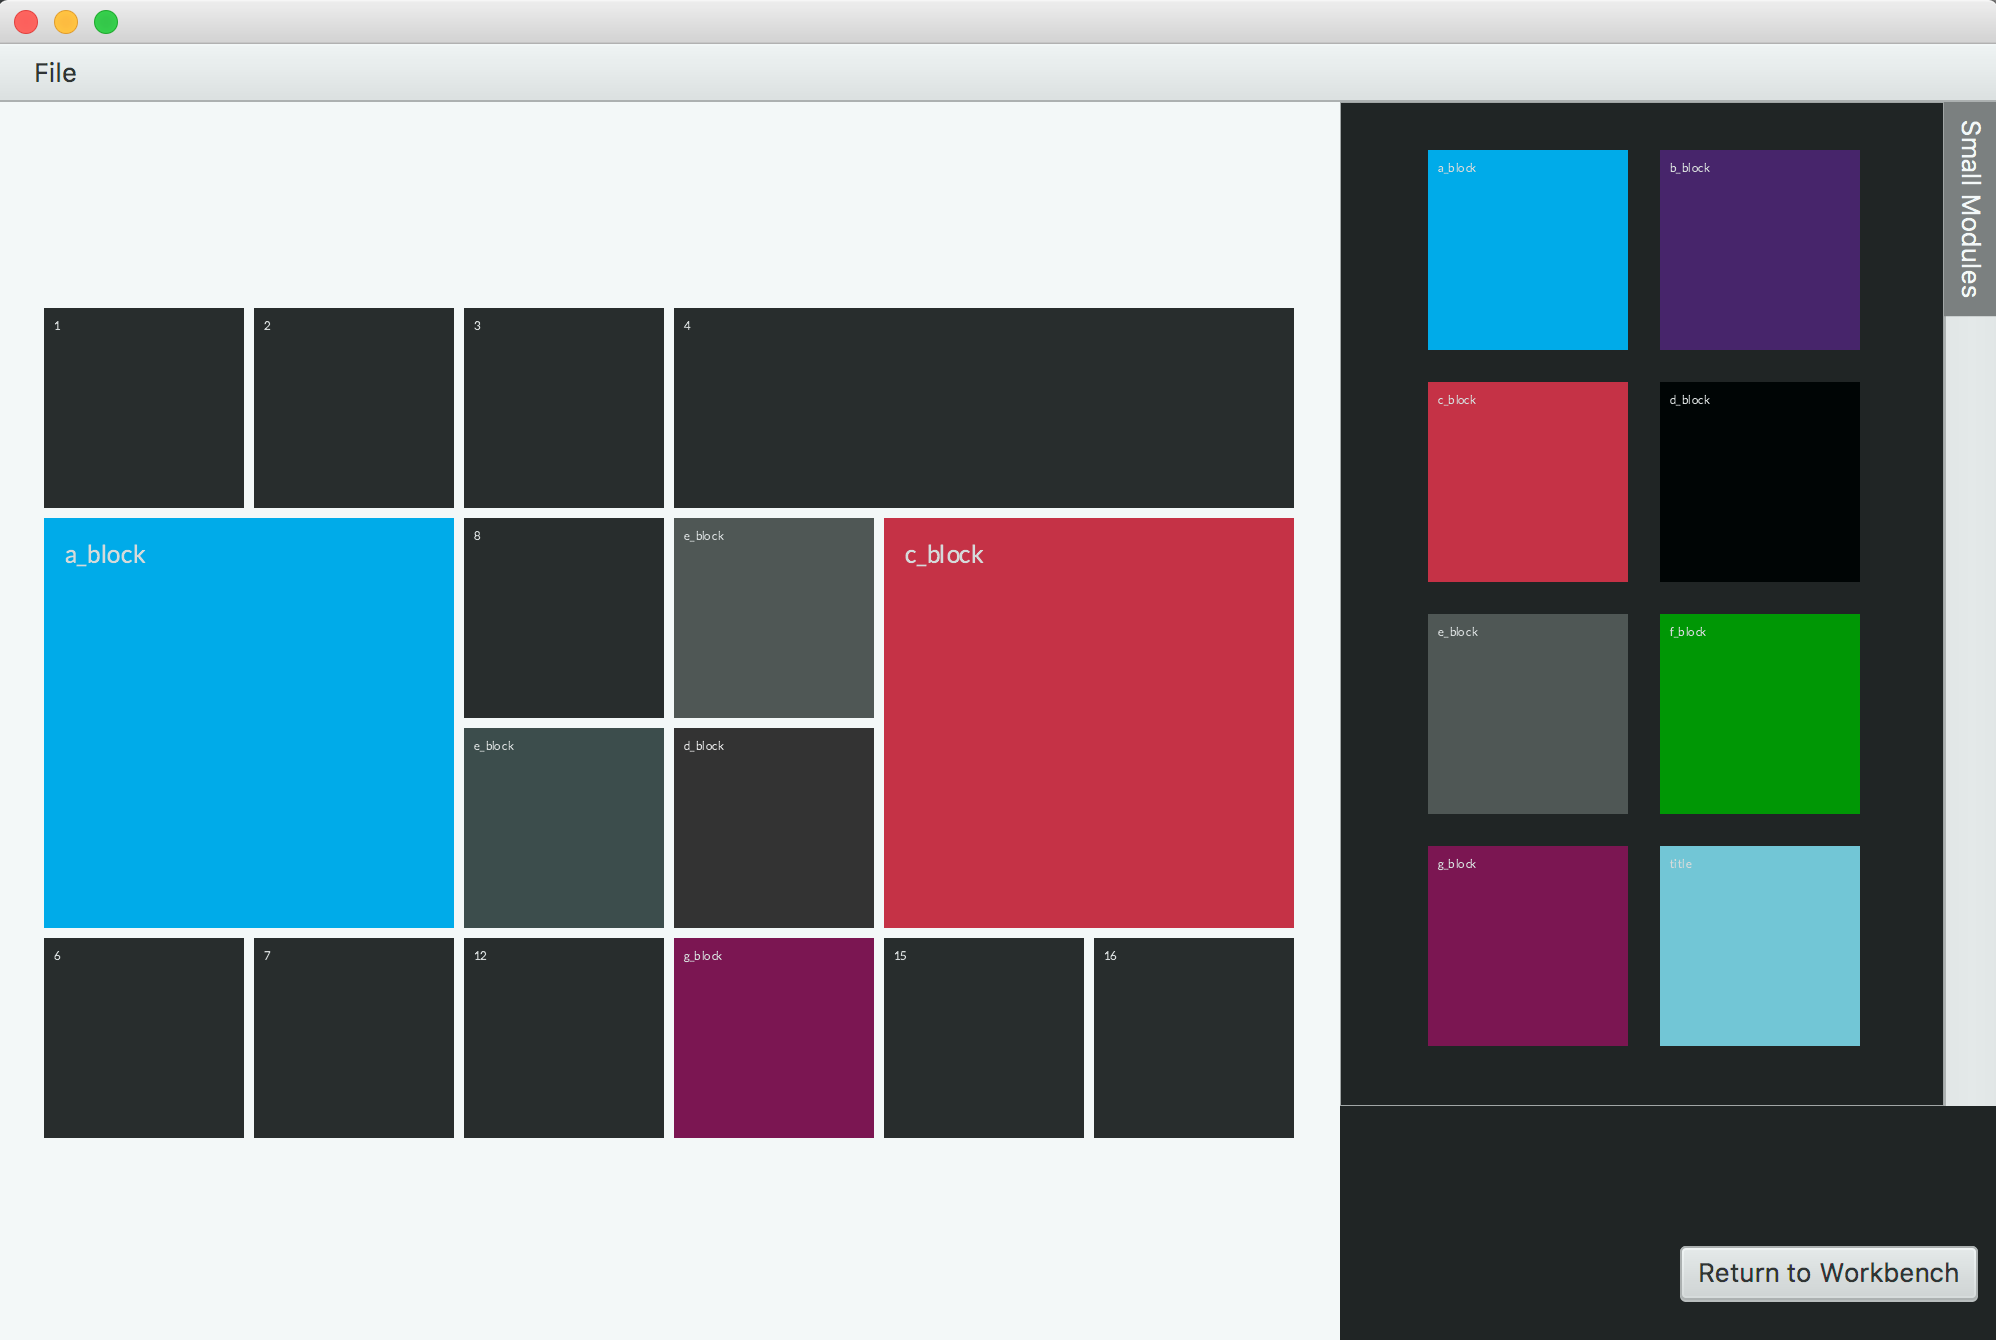 File
1
2
3
4
a_block
8
e_block
c_block
e_block
d_block
6
7
12
g_block
15
16
a_block
b_block
c_block
d_block
e_block
f_block
g_block
title
Small Modules
Return to Workbench